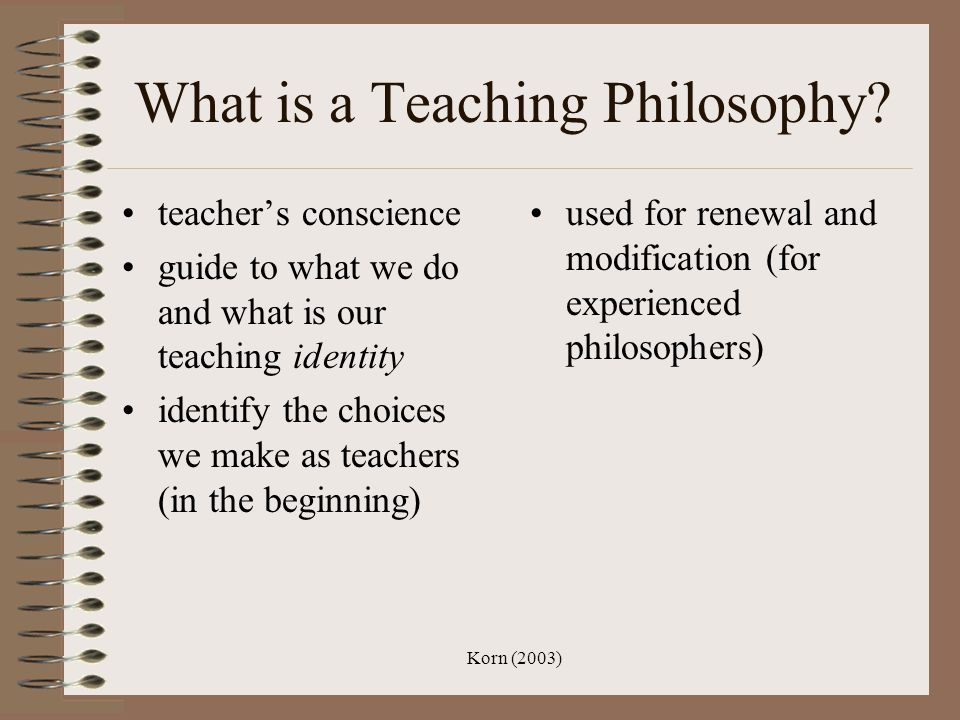 What is a Teaching Philosophy?
• teacher’s conscience
• guide to what we do
and what is our
teaching identity
• identify the choices
we make as teachers
(in the beginning)
• used for renewal and
modification (for
experienced
philosophers)
Korn (2003)